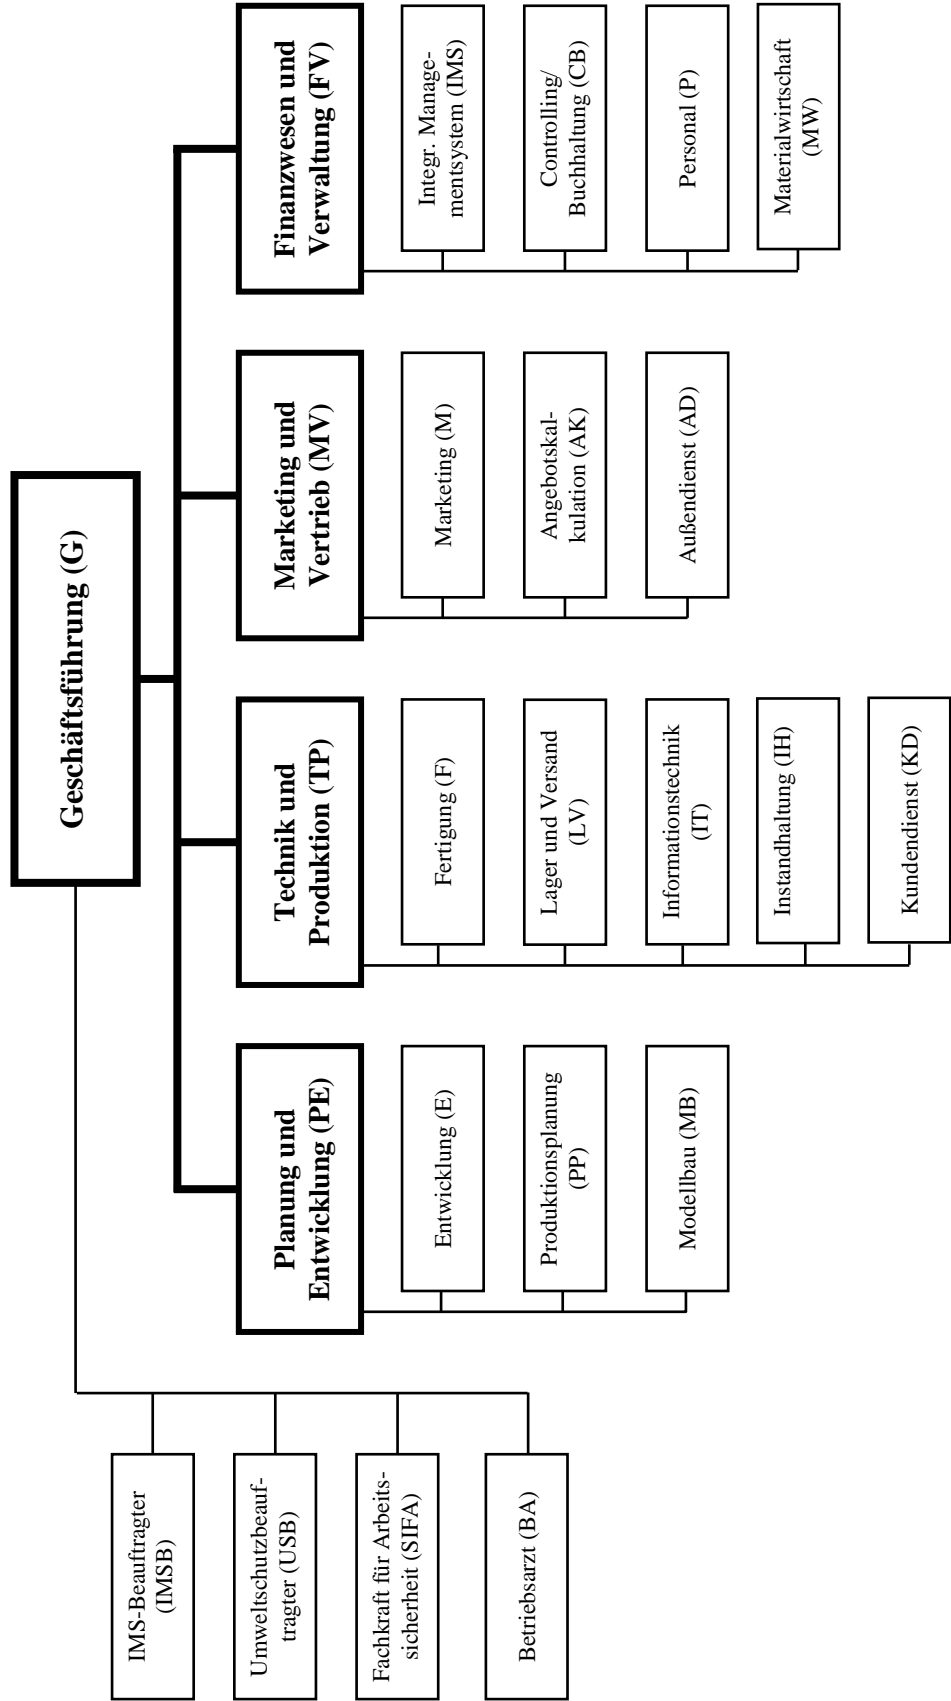 Geschäftsführung (G)
IMS-Beauftragter
(IMSB)
Umweltschutzbeauf-
tragter (USB)
Fachkraft für Arbeits-
sicherheit (SIFA)
Betriebsarzt (BA)
Planung und
Entwicklung (PE)
Entwicklung (E)
Produktionsplanung
(PP)
Modellbau (MB)
Technik und
Produktion (TP)
Fertigung (F)
Lager und Versand
(LV)
Informationstechnik
(IT)
Instandhaltung (IH)
Kundendienst (KD)
Marketing und
Vertrieb (MV)
Marketing (M)
Angebotskal-
kulation (AK)
Außendienst (AD)
Finanzwesen und
Verwaltung (FV)
Integr. Manage-
mentsystem (IMS)
Controlling/
Buchhaltung (CB)
Personal (P)
Materialwirtschaft
(MW)